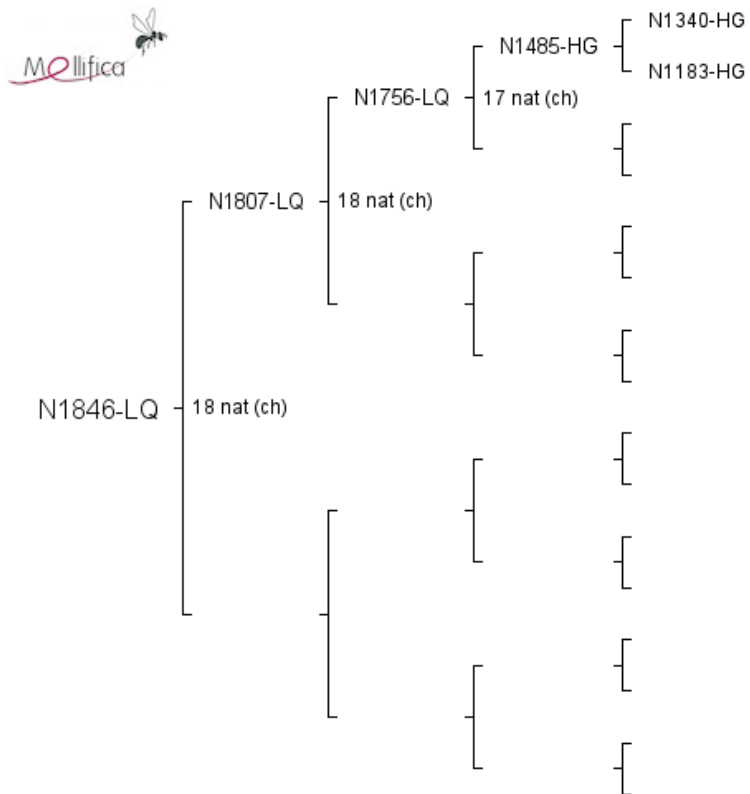 Mellifica
N1340-HG
N1485-HG
N1183-HG
N1756-LQ
17 nat (ch)
N1807-LQ
18 nat (ch)
N1846-LQ
18 nat (ch)